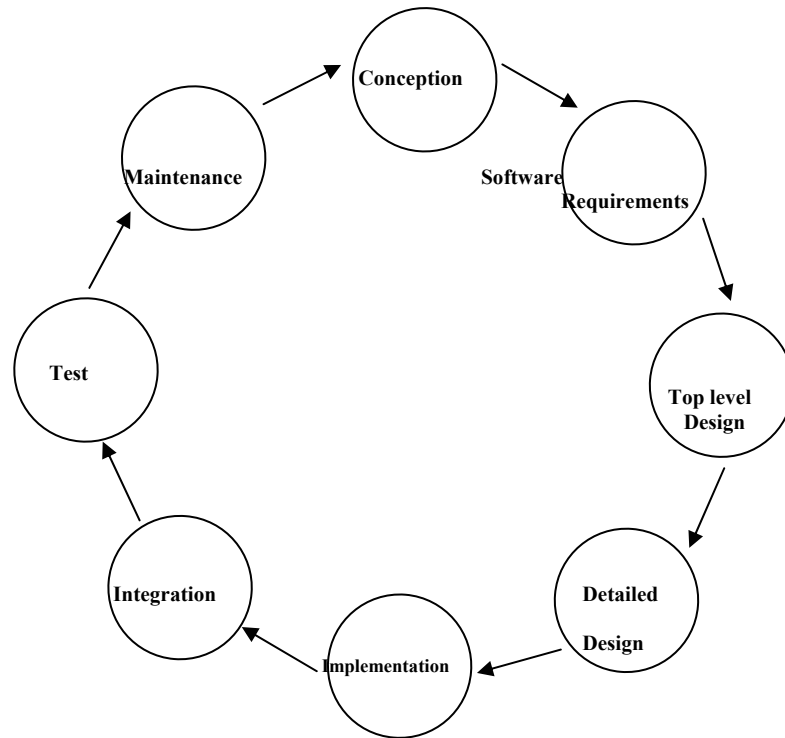 Conception
Software
Requirements
Top level
Design
Detailed
Design
Implementation
Integration
Test
Maintenance